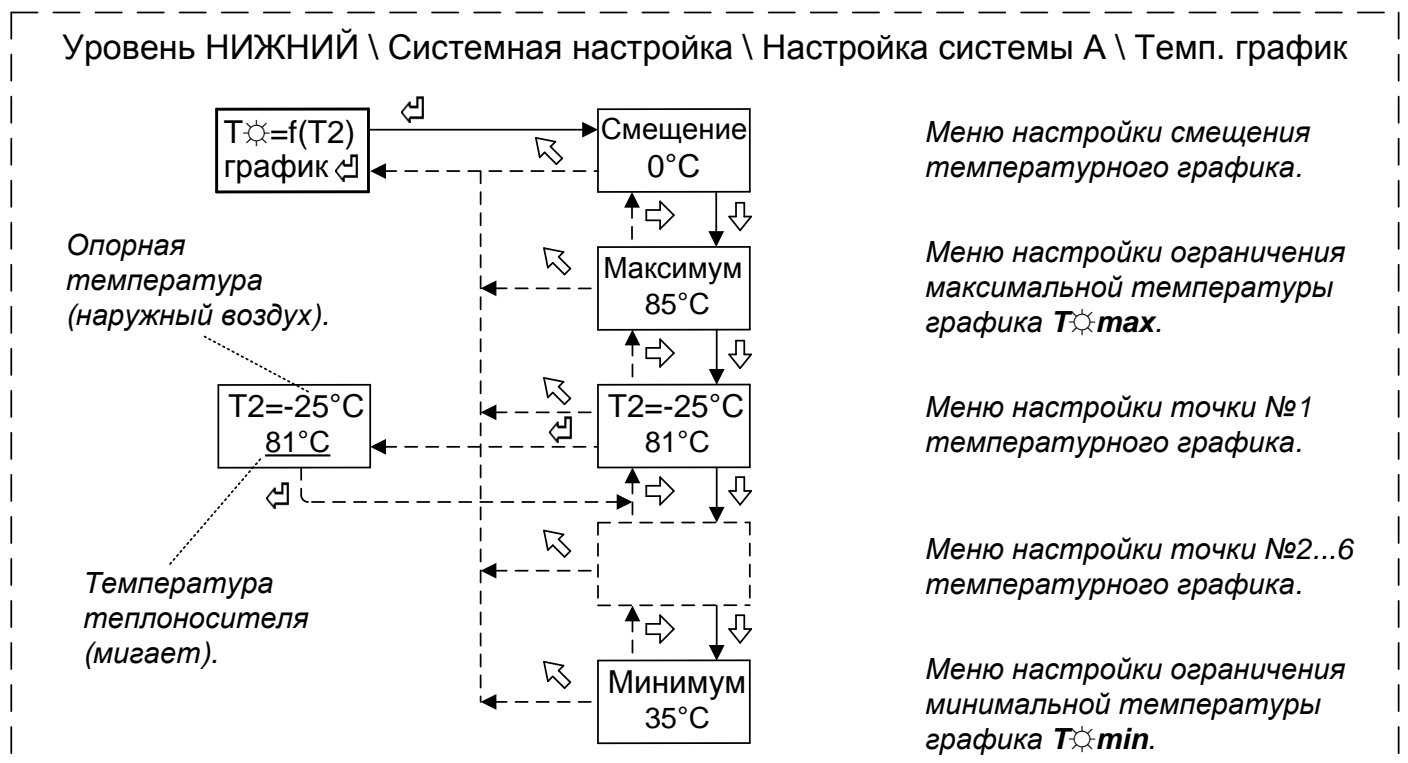 Уровень НИЖНИЙ \ Системная настройка \ Настройка системы А \ Темп. график
Т☼=f(T2)
график
Смещение
0°С
Меню настройки смещения
температурного графика.
Опорная
температура
(наружный воздух).
Максимум
85°С
Меню настройки ограничения
максимальной температуры
графика Т☼max.
Т2=-25°С
81°С
Т2=-25°С
81°С
Меню настройки точки №1
температурного графика.
Температура
теплоносителя
(мигает).
Меню настройки точки №2...6
температурного графика.
Минимум
35°С
Меню настройки ограничения
минимальной температуры
графика Т☼min.